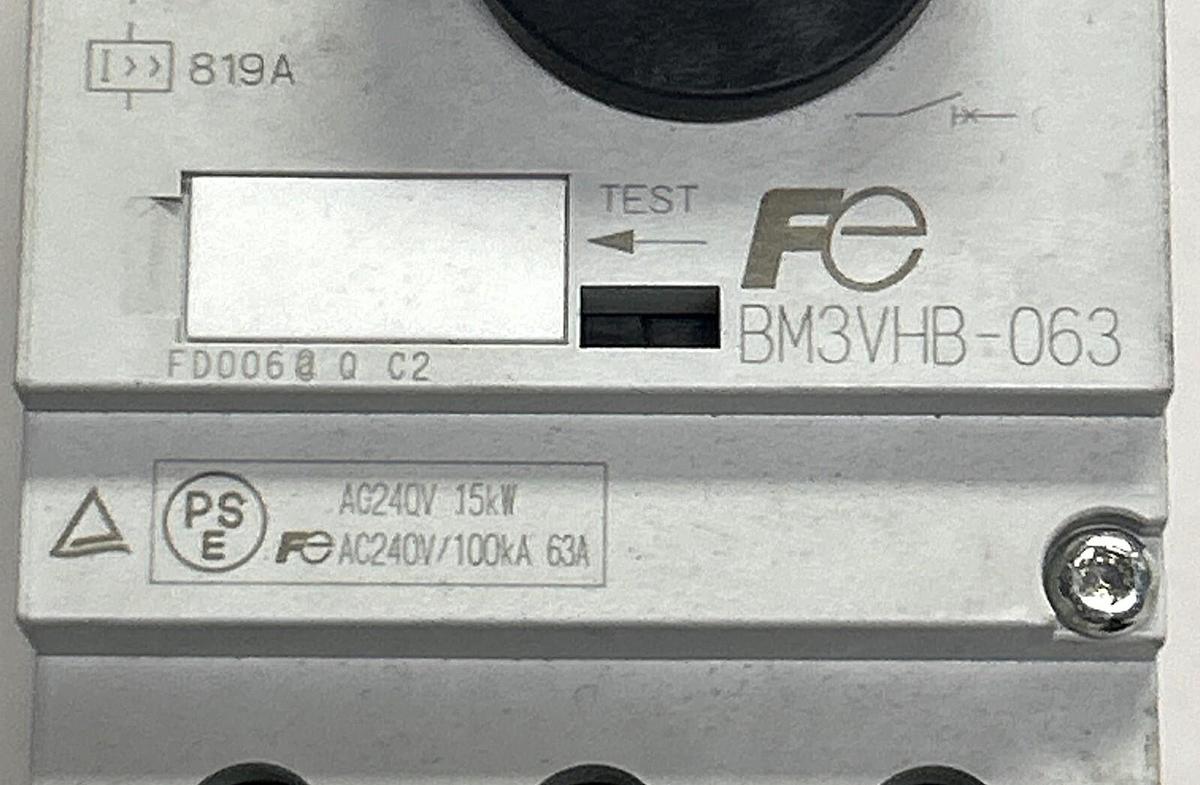 I>> 819A
TEST
Fe
BM3VHB-063
FD006@ Q C2
PS
E
AC240V 15kW
Fe AC240V/100kA 63A